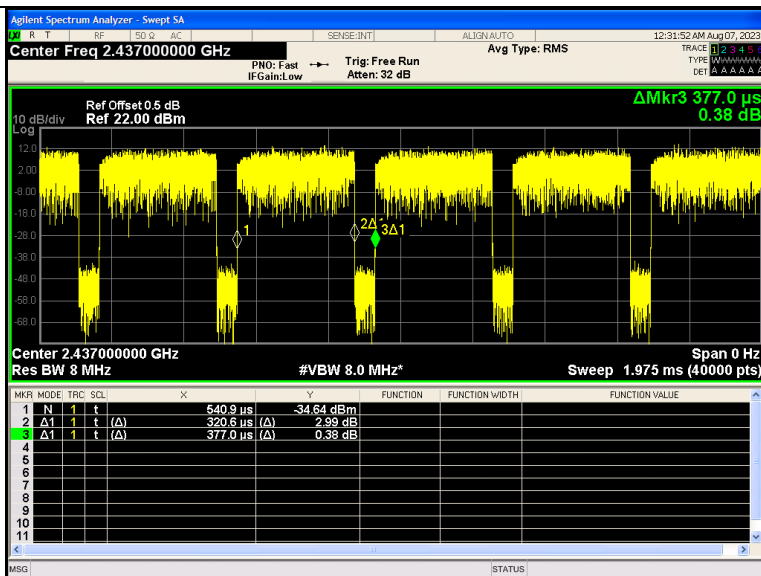 Agilent Spectrum Analyzer - Swept SA
LXI R T RF 50 Ω AC SENSE:INT ALIGN AUTO 12:31:52 AM Aug 07, 2023
Center Freq 2.437000000 GHz Avg Type: RMS TRACE 1 2 3 4 5 6
PNO: Fast Trig: Free Run TYPE WWWWWW
IFGain:Low Atten: 32 dB DET A A A A A A
ΔMkr3 377.0 µs
Ref Offset 0.5 dB
10 dB/div Ref 22.00 dBm 0.38 dB
Log
12.0
2.00
-8.00
-18.0
1 2Δ1 3Δ1
-28.0
-38.0
-48.0
-58.0
-68.0
Center 2.437000000 GHz Span 0 Hz
Res BW 8 MHz #VBW 8.0 MHz* Sweep 1.975 ms (40000 pts)
MKR MODE TRC SCL X Y FUNCTION FUNCTION WIDTH FUNCTION VALUE
1 N 1 t 540.9 µs -34.64 dBm
2 Δ1 1 t (Δ) 320.6 µs (Δ) 2.99 dB
3 Δ1 1 t (Δ) 377.0 µs (Δ) 0.38 dB
4
5
6
7
8
9
10
11
MSG STATUS